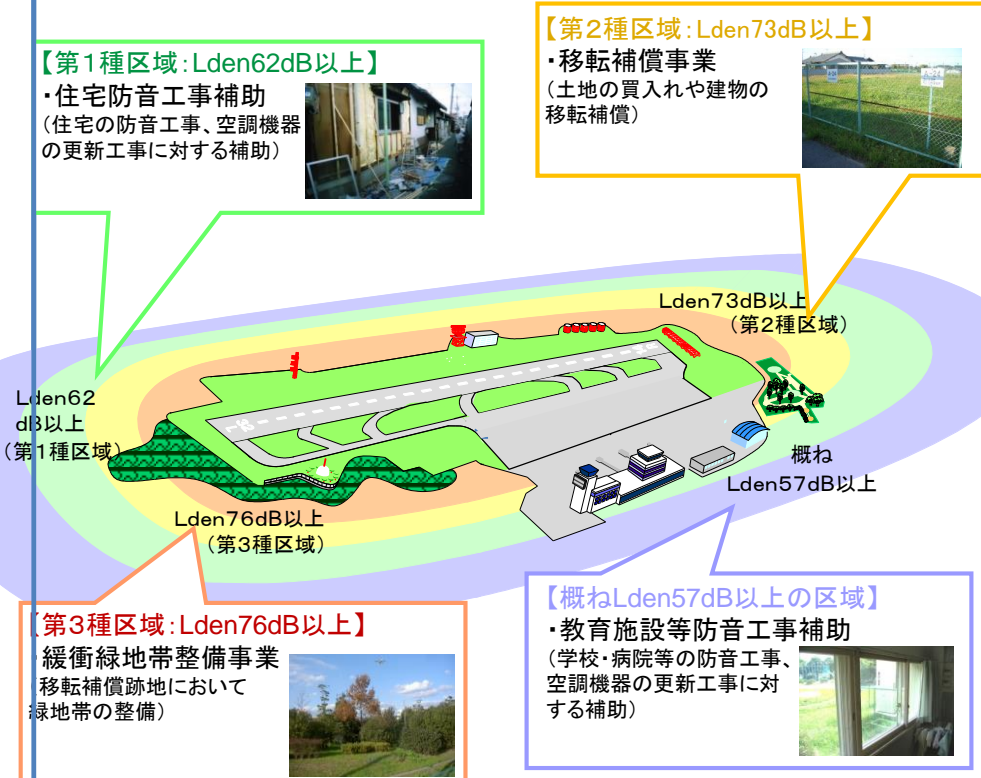 【第1種区域:Lden62dB以上】
・住宅防音工事補助
(住宅の防音工事、空調機器
の更新工事に対する補助)
【第2種区域:Lden73dB以上】
・移転補償事業
(土地の買入れや建物の
移転補償)
Lden73dB以上
(第2種区域)
Lden62
dB以上
(第1種区域)
概ね
Lden57dB以上
Lden76dB以上
(第3種区域)
【第3種区域:Lden76dB以上】
・緩衝緑地帯整備事業
(移転補償跡地において
緑地帯の整備)
【概ねLden57dB以上の区域】
・教育施設等防音工事補助
(学校・病院等の防音工事、
空調機器の更新工事に対
する補助)